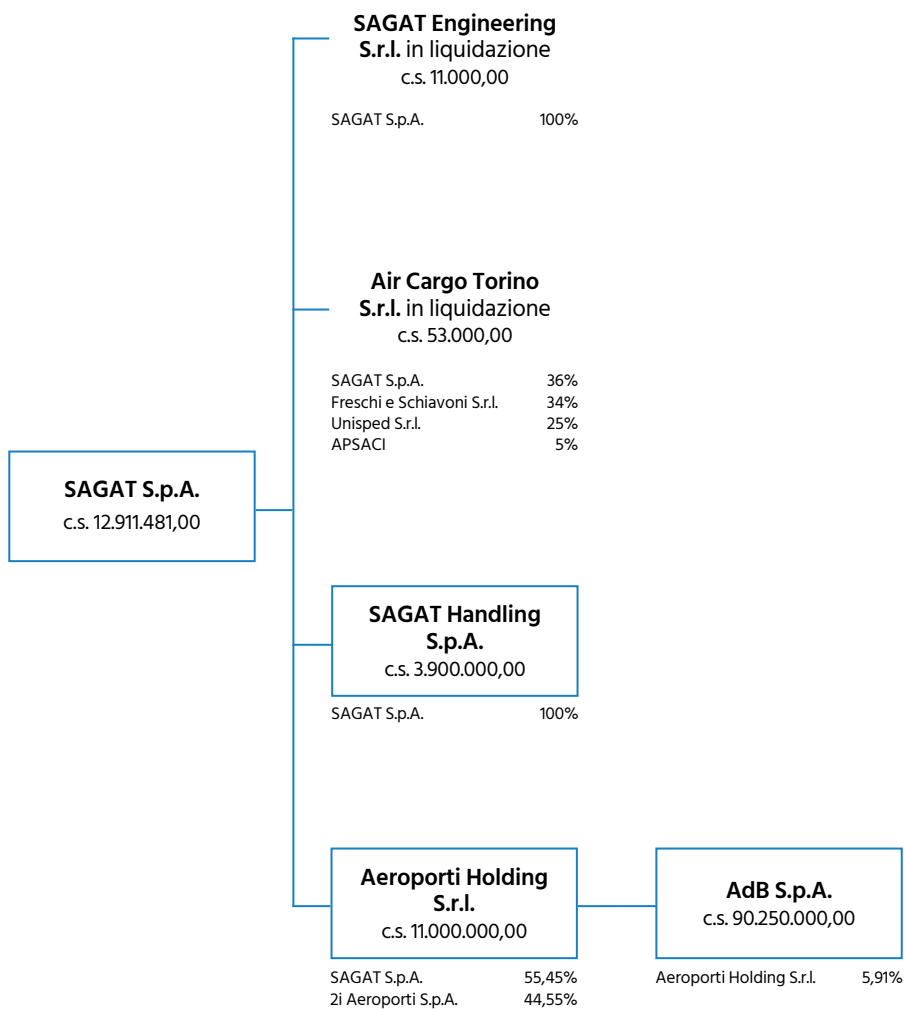 SAGAT Engineering
S.r.l. in liquidazione
c.s. 11.000,00
SAGAT S.p.A. 100%
Air Cargo Torino
S.r.l. in liquidazione
c.s. 53.000,00
SAGAT S.p.A. 36%
Freschi e Schiavoni S.r.l. 34%
Unisped S.r.l. 25%
APSACI 5%
SAGAT S.p.A.
c.s. 12.911.481,00
SAGAT Handling
S.p.A.
c.s. 3.900.000,00
SAGAT S.p.A. 100%
Aeroporti Holding
S.r.l.
c.s. 11.000.000,00
SAGAT S.p.A. 55,45%
2i Aeroporti S.p.A. 44,55%
AdB S.p.A.
c.s. 90.250.000,00
Aeroporti Holding S.r.l. 5,91%